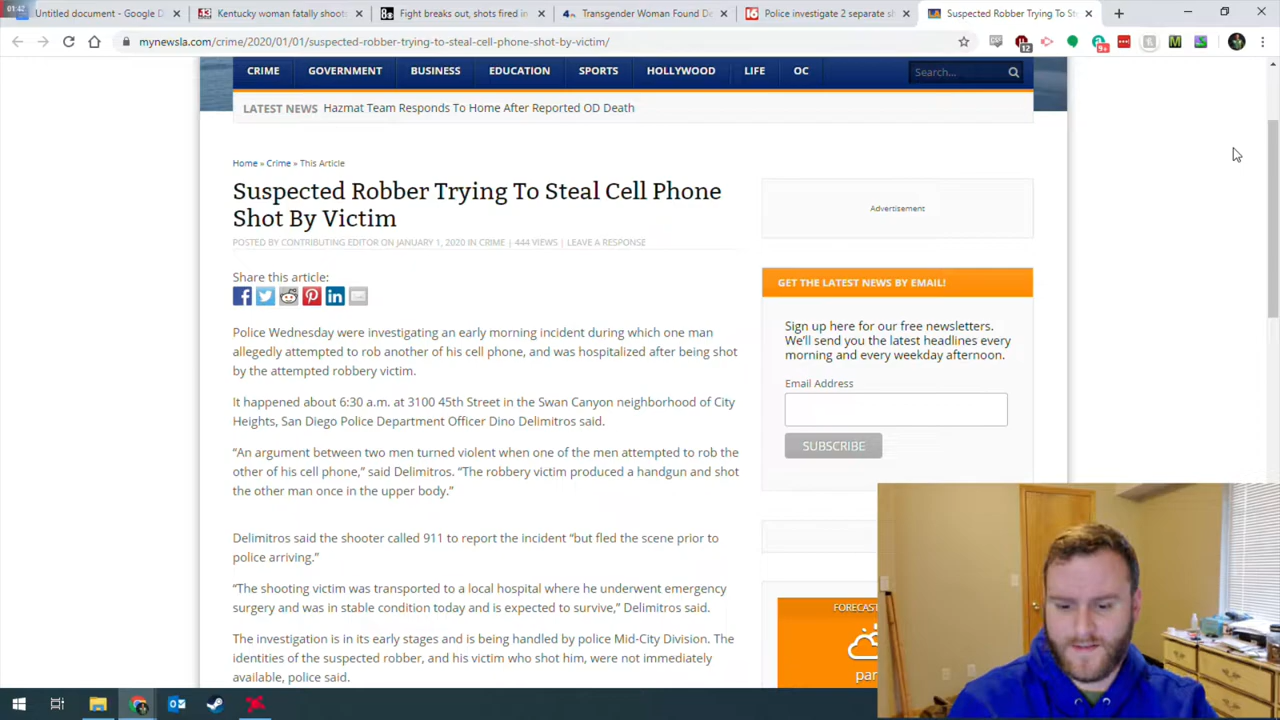 01:42
Untitled document - Google D
Kentucky woman fatally shoots
Fight breaks out, shots fired in
Transgender Woman Found De
Police investigate 2 separate sh
Suspected Robber Trying To St
mynewsla.com/crime/2020/01/01/suspected-robber-trying-to-steal-cell-phone-shot-by-victim/
12
9+
CRIME GOVERNMENT BUSINESS EDUCATION SPORTS HOLLYWOOD LIFE OC Search...
LATEST NEWS Hazmat Team Responds To Home After Reported OD Death
Home » Crime » This Article
Suspected Robber Trying To Steal Cell Phone
Shot By Victim
POSTED BY CONTRIBUTING EDITOR ON JANUARY 1, 2020 IN CRIME | 444 VIEWS | LEAVE A RESPONSE
Share this article:
Police Wednesday were investigating an early morning incident during which one man
allegedly attempted to rob another of his cell phone, and was hospitalized after being shot
by the attempted robbery victim.
It happened about 6:30 a.m. at 3100 45th Street in the Swan Canyon neighborhood of City
Heights, San Diego Police Department Officer Dino Delimitros said.
“An argument between two men turned violent when one of the men attempted to rob the
other of his cell phone,” said Delimitros. “The robbery victim produced a handgun and shot
the other man once in the upper body.”
Delimitros said the shooter called 911 to report the incident “but fled the scene prior to
police arriving.”
“The shooting victim was transported to a local hospital where he underwent emergency
surgery and was in stable condition today and is expected to survive,” Delimitros said.
The investigation is in its early stages and is being handled by police Mid-City Division. The
identities of the suspected robber, and his victim who shot him, were not immediately
available, police said.
Advertisement
GET THE LATEST NEWS BY EMAIL!
Sign up here for our free newsletters.
We’ll send you the latest headlines every
morning and every weekday afternoon.
Email Address
SUBSCRIBE
FORECAST
par